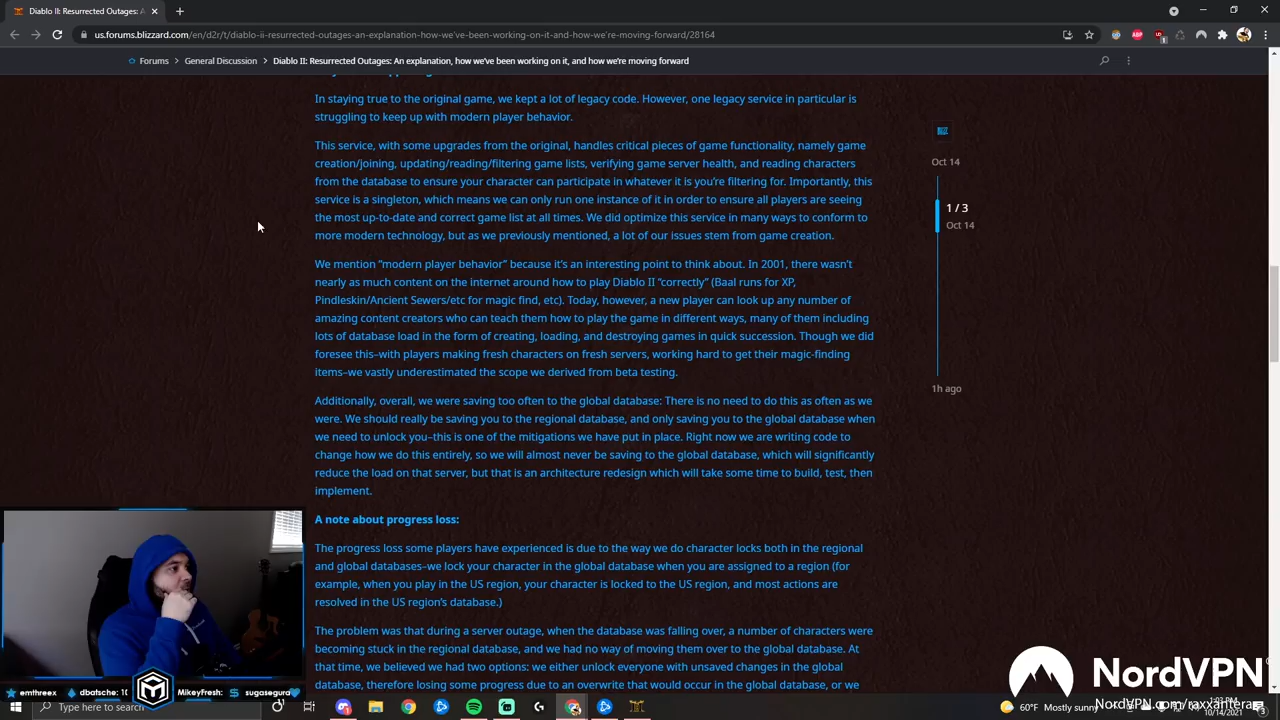 Diablo II: Resurrected Outages: A
us.forums.blizzard.com/en/d2r/t/diablo-ii-resurrected-outages-an-explanation-how-we've-been-working-on-it-and-how-we're-moving-forward/28164
Forums > General Discussion > Diablo II: Resurrected Outages: An explanation, how we've been working on it, and how we're moving forward
In staying true to the original game, we kept a lot of legacy code. However, one legacy service in particular is
struggling to keep up with modern player behavior.
This service, with some upgrades from the original, handles critical pieces of game functionality, namely game
creation/joining, updating/reading/filtering game lists, verifying game server health, and reading characters
from the database to ensure your character can participate in whatever it is you're filtering for. Importantly, this
service is a singleton, which means we can only run one instance of it in order to ensure all players are seeing
the most up-to-date and correct game list at all times. We did optimize this service in many ways to conform to
more modern technology, but as we previously mentioned, a lot of our issues stem from game creation.
We mention "modern player behavior" because it's an interesting point to think about. In 2001, there wasn't
nearly as much content on the internet around how to play Diablo II "correctly" (Baal runs for XP,
Pindleskin/Ancient Sewers/etc for magic find, etc). Today, however, a new player can look up any number of
amazing content creators who can teach them how to play the game in different ways, many of them including
lots of database load in the form of creating, loading, and destroying games in quick succession. Though we did
foresee this–with players making fresh characters on fresh servers, working hard to get their magic-finding
items–we vastly underestimated the scope we derived from beta testing.
Additionally, overall, we were saving too often to the global database: There is no need to do this as often as we
were. We should really be saving you to the regional database, and only saving you to the global database when
we need to unlock you–this is one of the mitigations we have put in place. Right now we are writing code to
change how we do this entirely, so we will almost never be saving to the global database, which will significantly
reduce the load on that server, but that is an architecture redesign which will take some time to build, test, then
implement.
A note about progress loss:
The progress loss some players have experienced is due to the way we do character locks both in the regional
and global databases–we lock your character in the global database when you are assigned to a region (for
example, when you play in the US region, your character is locked to the US region, and most actions are
resolved in the US region's database.)
The problem was that during a server outage, when the database was falling over, a number of characters were
becoming stuck in the regional database, and we had no way of moving them over to the global database. At
that time, we believed we had two options: we either unlock everyone with unsaved changes in the global
database, therefore losing some progress due to an overwrite that would occur in the global database, or we
Oct 14
1 / 3
Oct 14
1h ago
emthreex
dbatsche: 10
MikeyFresh:
sugasegura
NordVPN
NordVPN.com/raxxanterax
Type here to search
60°F Mostly sunny
1:03 PM
10/14/2021